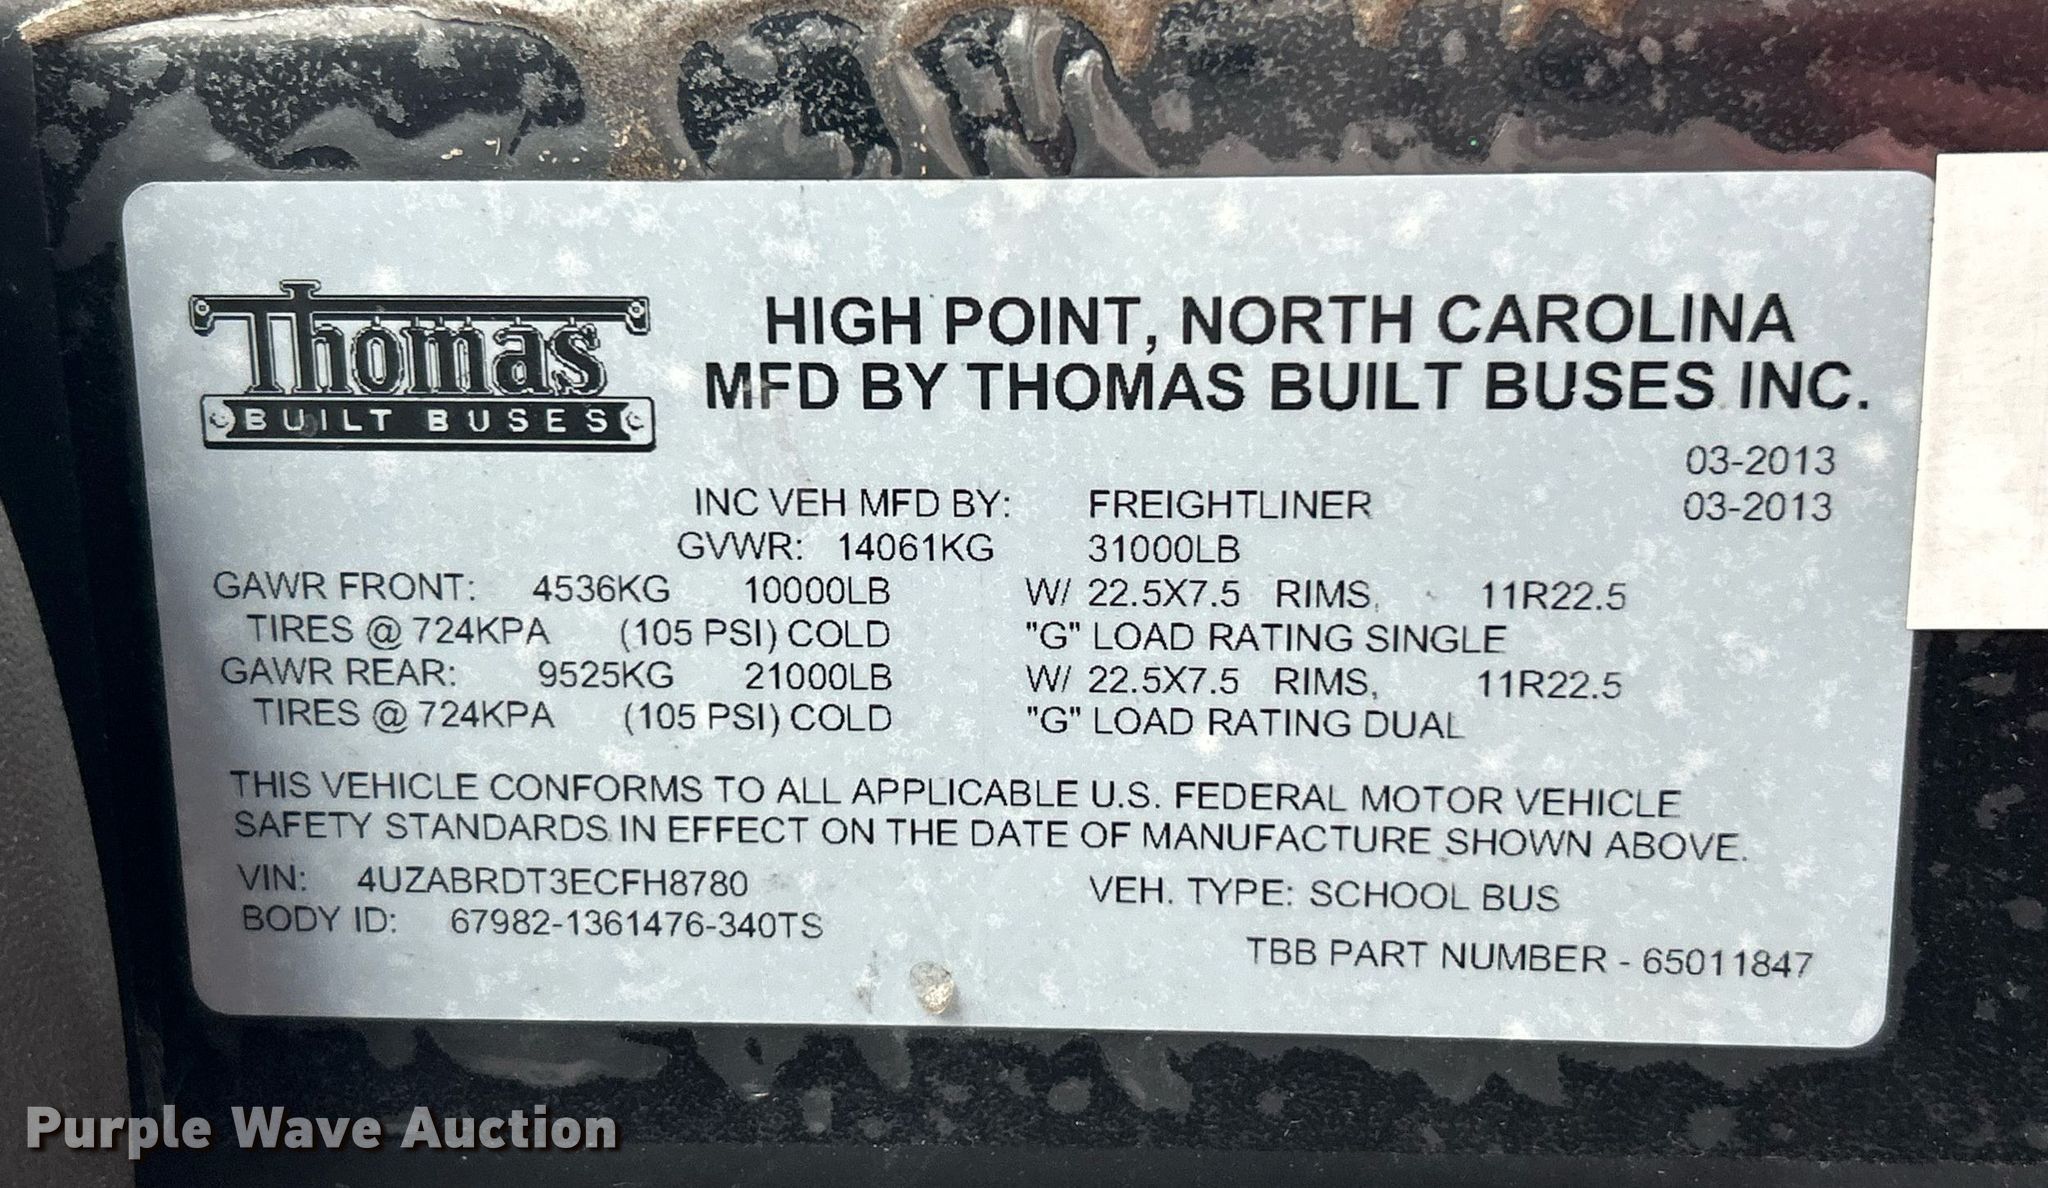 Thomas
BUILT BUSES
HIGH POINT, NORTH CAROLINA
MFD BY THOMAS BUILT BUSES INC.
03-2013
INC VEH MFD BY: FREIGHTLINER 03-2013
GVWR: 14061KG 31000LB
GAWR FRONT: 4536KG 10000LB W/ 22.5X7.5 RIMS, 11R22.5
TIRES @ 724KPA (105 PSI) COLD "G" LOAD RATING SINGLE
GAWR REAR: 9525KG 21000LB W/ 22.5X7.5 RIMS, 11R22.5
TIRES @ 724KPA (105 PSI) COLD "G" LOAD RATING DUAL
THIS VEHICLE CONFORMS TO ALL APPLICABLE U.S. FEDERAL MOTOR VEHICLE
SAFETY STANDARDS IN EFFECT ON THE DATE OF MANUFACTURE SHOWN ABOVE.
VIN: 4UZABRDT3ECFH8780 VEH. TYPE: SCHOOL BUS
BODY ID: 67982-1361476-340TS
TBB PART NUMBER - 65011847
Purple Wave Auction